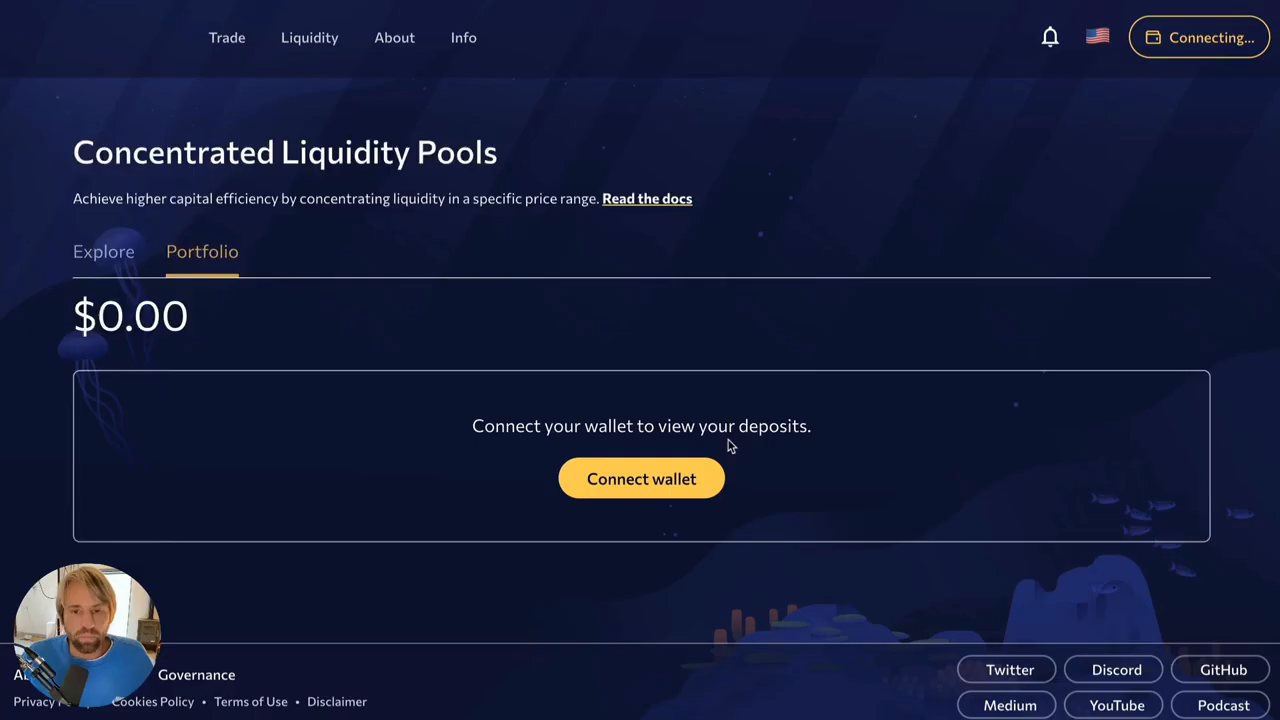 Trade Liquidity About Info Connecting...
Concentrated Liquidity Pools
Achieve higher capital efficiency by concentrating liquidity in a specific price range. Read the docs
Explore Portfolio
$0.00
Connect your wallet to view your deposits.
Connect wallet
Governance
Twitter Discord GitHub
Cookies Policy • Terms of Use • Disclaimer
Medium YouTube Podcast